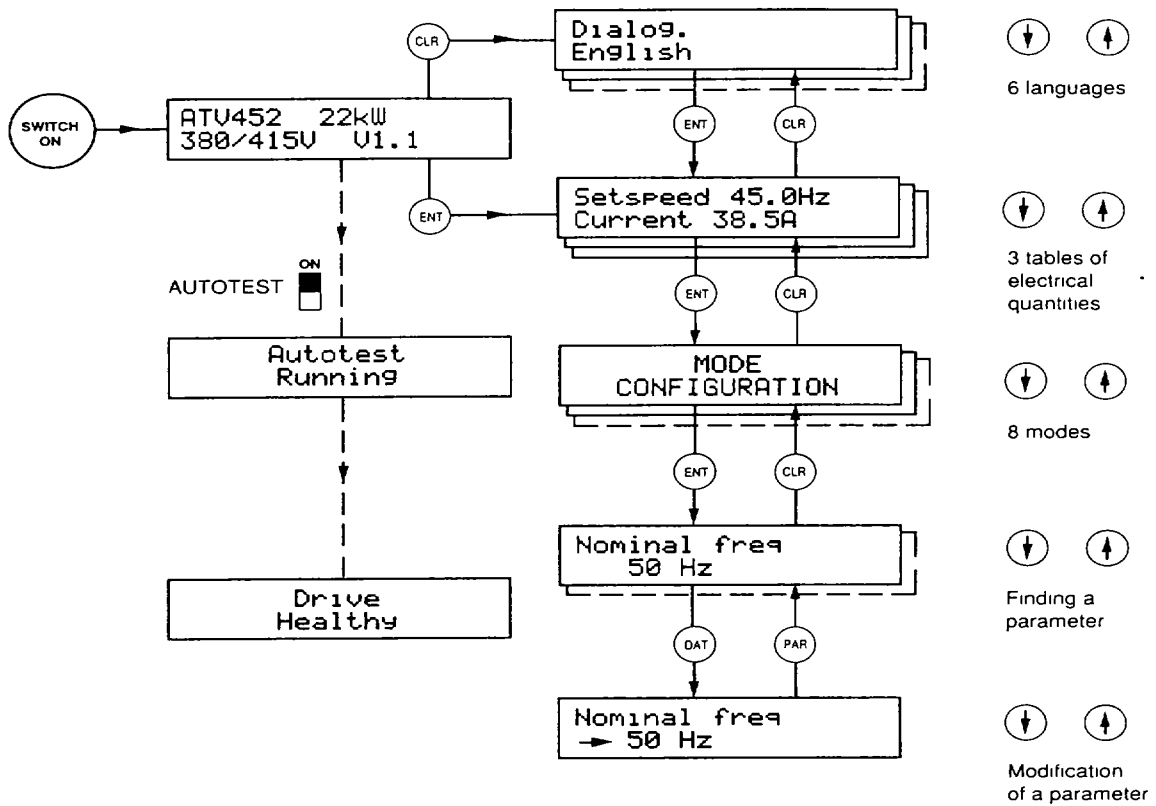 Dialog.
English
6 languages
CLR
SWITCH
ON
ATV452 22kW
380/415V V1.1
ENT
CLR
ENT
Setspeed 45.0Hz
Current 38.5A
3 tables of
electrical
quantities
AUTOTEST
ON
ENT
CLR
Autotest
Running
MODE
CONFIGURATION
8 modes
ENT
CLR
Nominal freq
50 Hz
Finding a
parameter
Drive
Healthy
DAT
PAR
Nominal freq
→ 50 Hz
Modification
of a parameter